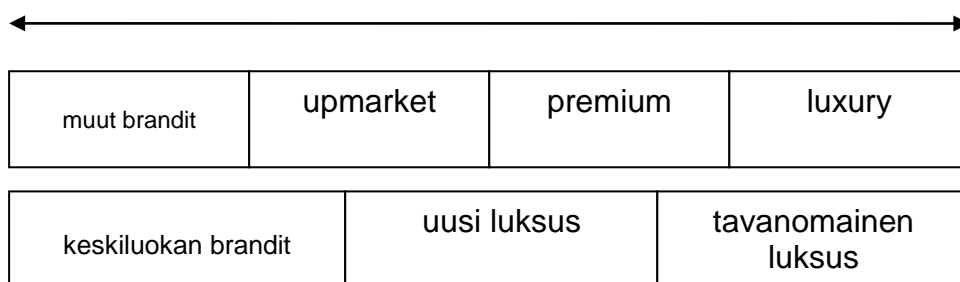 muut brandit
upmarket
premium
luxury
keskiluokan brandit
uusi luksus
tavanomainen
luksus